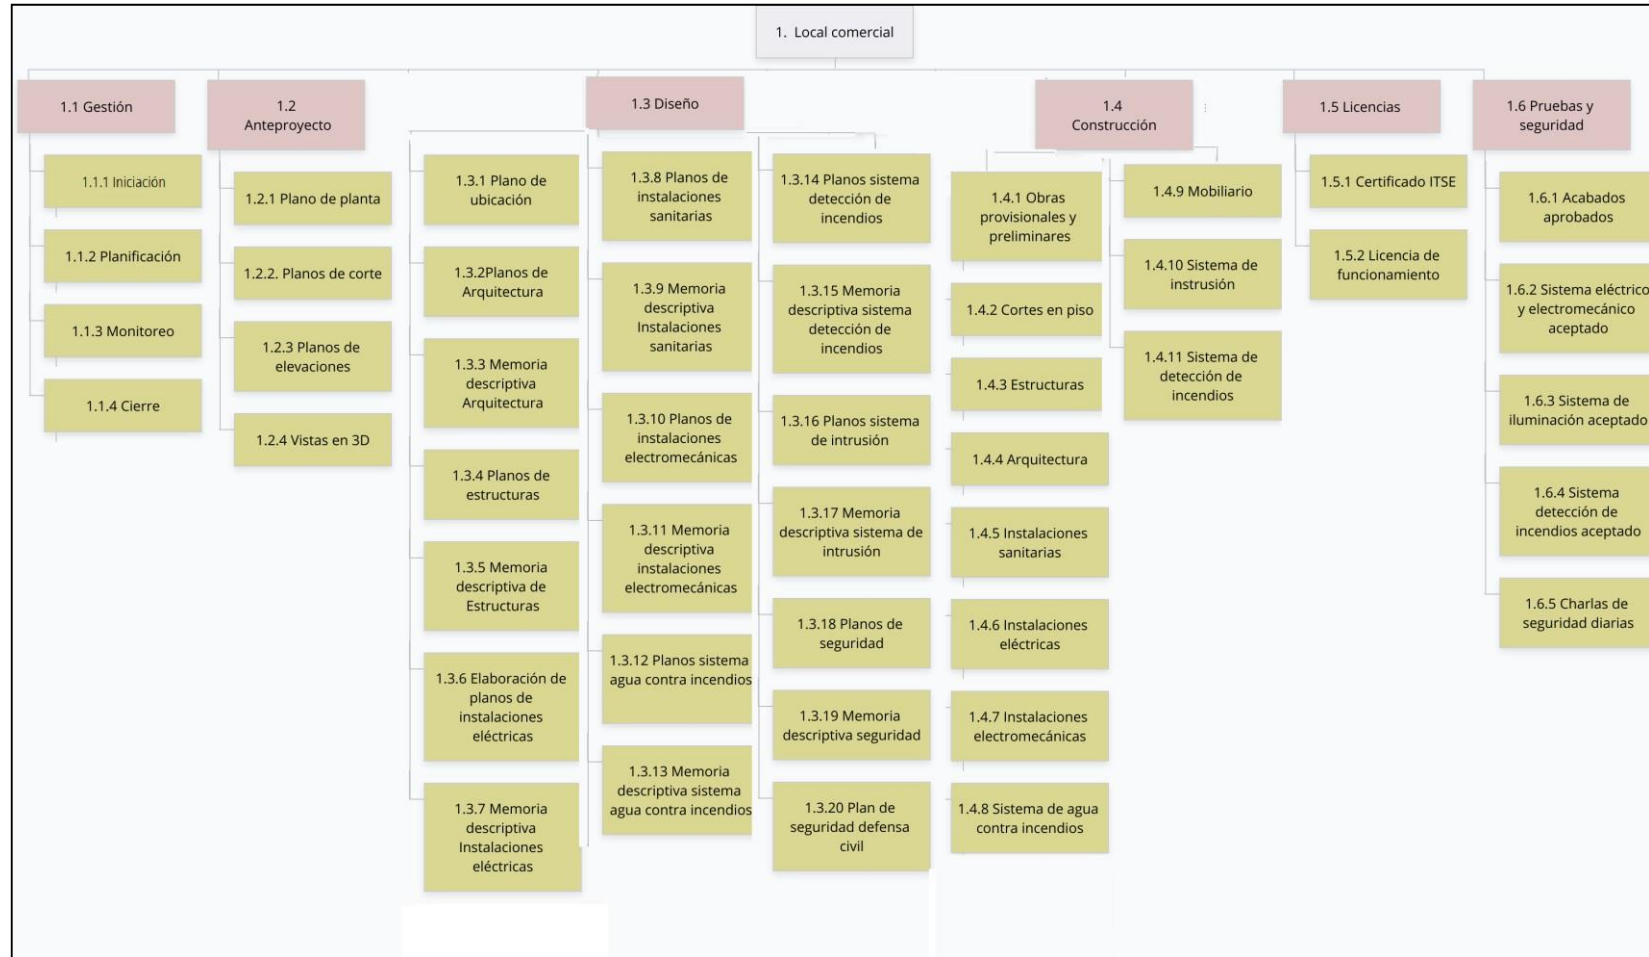 1. Local comercial
1.1 Gestión
1.1.1 Iniciación
1.1.2 Planificación
1.1.3 Monitoreo
1.1.4 Cierre
1.2
Anteproyecto
1.2.1 Plano de planta
1.2.2. Planos de corte
1.2.3 Planos de
elevaciones
1.2.4 Vistas en 3D
1.3 Diseño
1.3.1 Plano de
ubicación
1.3.2Planos de
Arquitectura
1.3.3 Memoria
descriptiva
Arquitectura
1.3.4 Planos de
estructuras
1.3.5 Memoria
descriptiva de
Estructuras
1.3.6 Elaboración de
planos de
instalaciones
eléctricas
1.3.7 Memoria
descriptiva
Instalaciones
eléctricas
1.3.8 Planos de
instalaciones
sanitarias
1.3.9 Memoria
descriptiva
Instalaciones
sanitarias
1.3.10 Planos de
instalaciones
electromecánicas
1.3.11 Memoria
descriptiva
instalaciones
electromecánicas
1.3.12 Planos sistema
agua contra incendios
1.3.13 Memoria
descriptiva sistema
agua contra incendios
1.3.14 Planos sistema
detección de
incendios
1.3.15 Memoria
descriptiva sistema
detección de
incendios
1.3.16 Planos sistema
de intrusión
1.3.17 Memoria
descriptiva sistema de
intrusión
1.3.18 Planos de
seguridad
1.3.19 Memoria
descriptiva seguridad
1.3.20 Plan de
seguridad defensa
civil
1.4
Construcción
1.4.1 Obras
provisionales y
preliminares
1.4.2 Cortes en piso
1.4.3 Estructuras
1.4.4 Arquitectura
1.4.5 Instalaciones
sanitarias
1.4.6 Instalaciones
eléctricas
1.4.7 Instalaciones
electromecánicas
1.4.8 Sistema de agua
contra incendios
1.4.9 Mobiliario
1.4.10 Sistema de
instrusión
1.4.11 Sistema de
detección de
incendios
1.5 Licencias
1.5.1 Certificado ITSE
1.5.2 Licencia de
funcionamiento
1.6 Pruebas y
seguridad
1.6.1 Acabados
aprobados
1.6.2 Sistema eléctrico
y electromecánico
aceptado
1.6.3 Sistema de
iluminación aceptado
1.6.4 Sistema
detección de
incendios aceptado
1.6.5 Charlas de
seguridad diarias